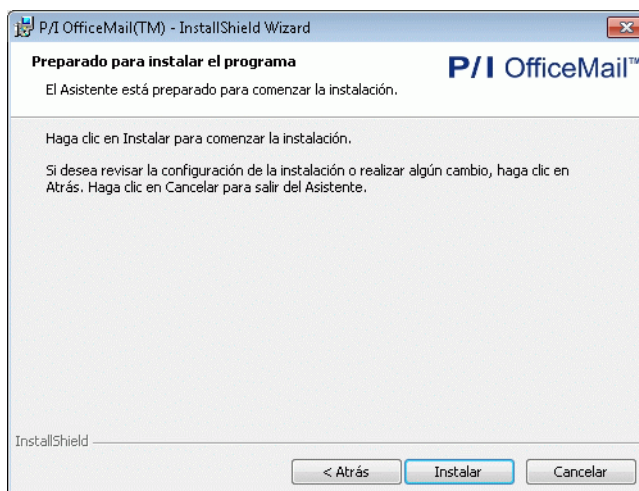 P/I OfficeMail(TM) - InstallShield Wizard
Preparado para instalar el programa
P/I OfficeMail™
El Asistente está preparado para comenzar la instalación.
Haga clic en Instalar para comenzar la instalación.
Si desea revisar la configuración de la instalación o realizar algún cambio, haga clic en
Atrás. Haga clic en Cancelar para salir del Asistente.
InstallShield
< Atrás
Instalar
Cancelar